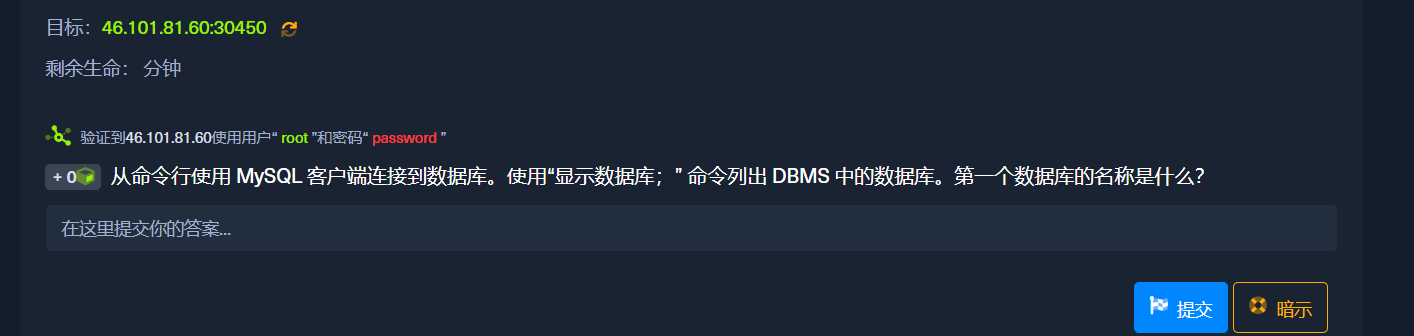 目标：46.101.81.60:30450
剩余生命： 分钟
验证到46.101.81.60使用用户“ root ”和密码“ password ”
+ 0 从命令行使用 MySQL 客户端连接到数据库。使用“显示数据库；” 命令列出 DBMS 中的数据库。第一个数据库的名称是什么？
在这里提交你的答案...
提交 暗示